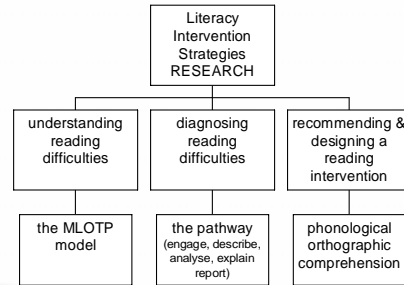 Literacy
Intervention
Strategies
RESEARCH
understanding
reading
difficulties
diagnosing
reading
difficulties
recommending &
designing a
reading
intervention
the MLOTP
model
the pathway
(engage, describe,
analyse, explain
report)
phonological
orthographic
comprehension